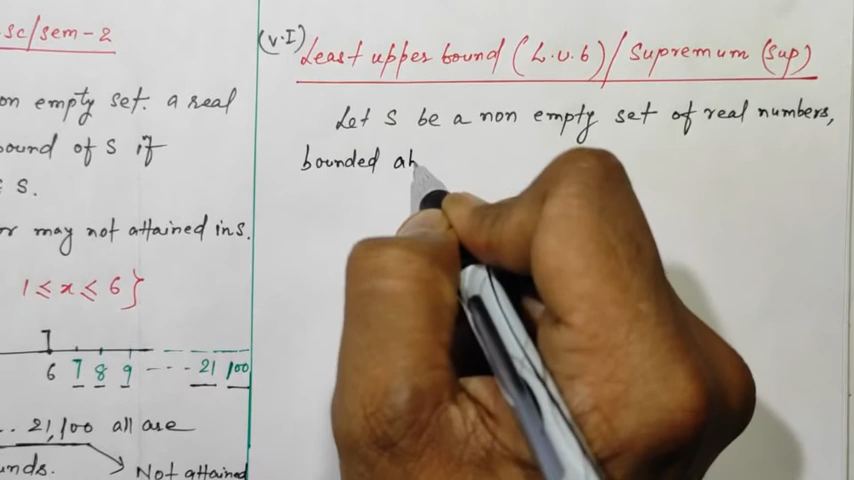 sc/sem-2
on empty set. a real
ound of S if
S.
or may not attained in s.
1 ≤ x ≤ 6}
6 7 8 9 --- 21 100
.. 21,100 all are
unds. Not attained
(V.I) Least upper bound (L.U.b)/Supremum (Sup)
Let S be a non empty set of real numbers,
bounded ab